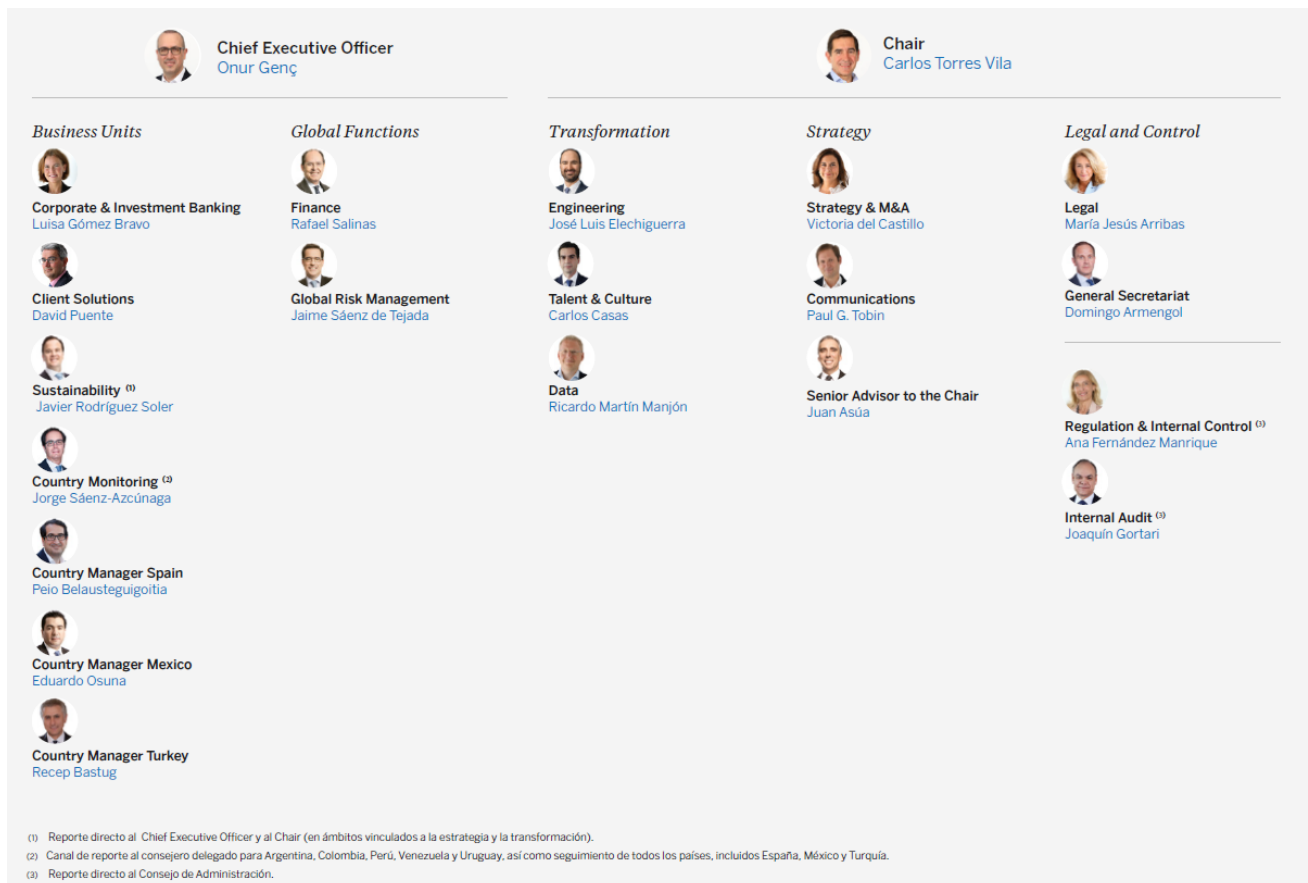 Chief Executive Officer
Onur Genç
Chair
Carlos Torres Vila
Business Units
Corporate & Investment Banking
Luisa Gómez Bravo
Client Solutions
David Puente
Sustainability (1)
Javier Rodríguez Soler
Country Monitoring (2)
Jorge Sáenz-Azcúnaga
Country Manager Spain
Peio Belausteguigoitia
Country Manager Mexico
Eduardo Osuna
Country Manager Turkey
Recep Bastug
Global Functions
Finance
Rafael Salinas
Global Risk Management
Jaime Sáenz de Tejada
Transformation
Engineering
José Luis Elechiguerra
Talent & Culture
Carlos Casas
Data
Ricardo Martín Manjón
Strategy
Strategy & M&A
Victoria del Castillo
Communications
Paul G. Tobin
Senior Advisor to the Chair
Juan Asúa
Legal and Control
Legal
María Jesús Arribas
General Secretariat
Domingo Armengol
Regulation & Internal Control (3)
Ana Fernández Manrique
Internal Audit (3)
Joaquín Gortari
(1) Reporte directo al Chief Executive Officer y al Chair (en ámbitos vinculados a la estrategia y la transformación).
(2) Canal de reporte al consejero delegado para Argentina, Colombia, Perú, Venezuela y Uruguay, así como seguimiento de todos los países, incluidos España, México y Turquía.
(3) Reporte directo al Consejo de Administración.